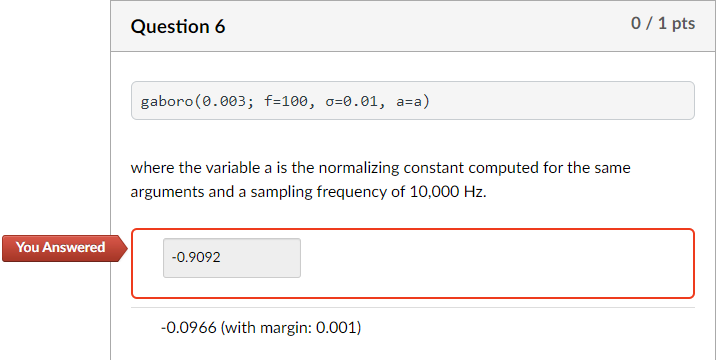 Question 6
0 / 1 pts
gaboro(0.003; f=100, σ=0.01, a=a)
where the variable a is the normalizing constant computed for the same
arguments and a sampling frequency of 10,000 Hz.
You Answered
-0.9092
-0.0966 (with margin: 0.001)